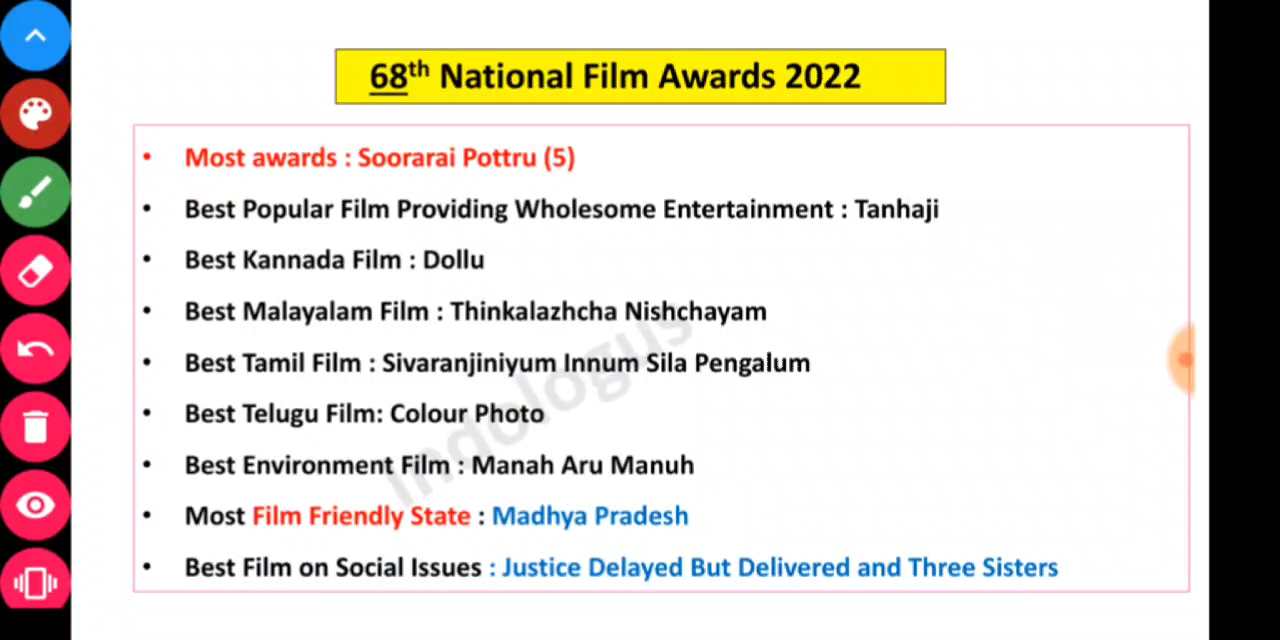 68th National Film Awards 2022
• Most awards : Soorarai Pottru (5)
• Best Popular Film Providing Wholesome Entertainment : Tanhaji
• Best Kannada Film : Dollu
• Best Malayalam Film : Thinkalazhcha Nishchayam
• Best Tamil Film : Sivaranjiniyum Innum Sila Pengalum
• Best Telugu Film: Colour Photo
• Best Environment Film : Manah Aru Manuh
• Most Film Friendly State : Madhya Pradesh
• Best Film on Social Issues : Justice Delayed But Delivered and Three Sisters
Indologus